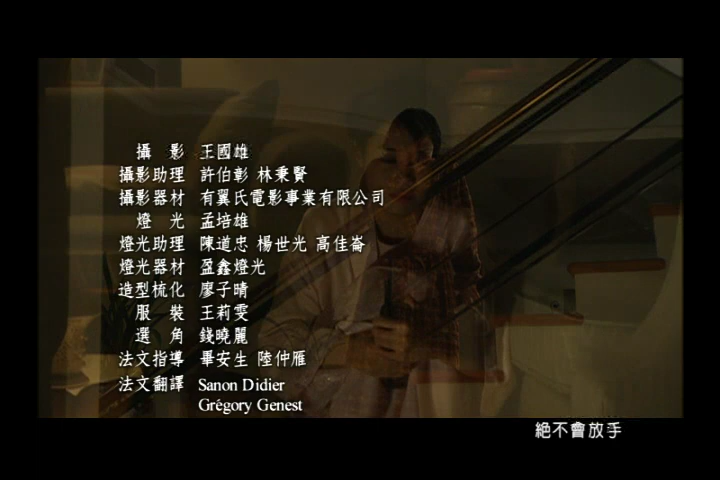 攝 影 王國雄
攝影助理 許伯彰 林秉賢
攝影器材 有翼氏電影事業有限公司
燈 光 孟培雄
燈光助理 陳道忠 楊世光 高佳崙
燈光器材 盈鑫燈光
造型梳化 廖子晴
服 裝 王莉雯
選 角 錢曉麗
法文指導 畢安生 陸仲雁
法文翻譯 Sanon Didier
Grégory Genest
絕不會放手